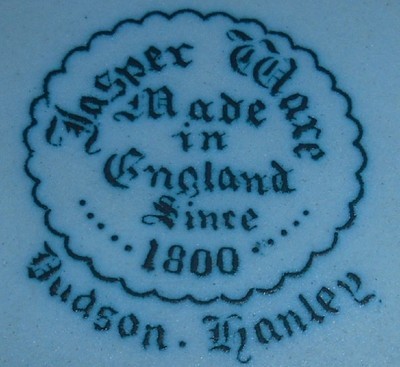 Jasper Ware
Made
in
England
Since
..... 1800 .....
Dudson. Hanley